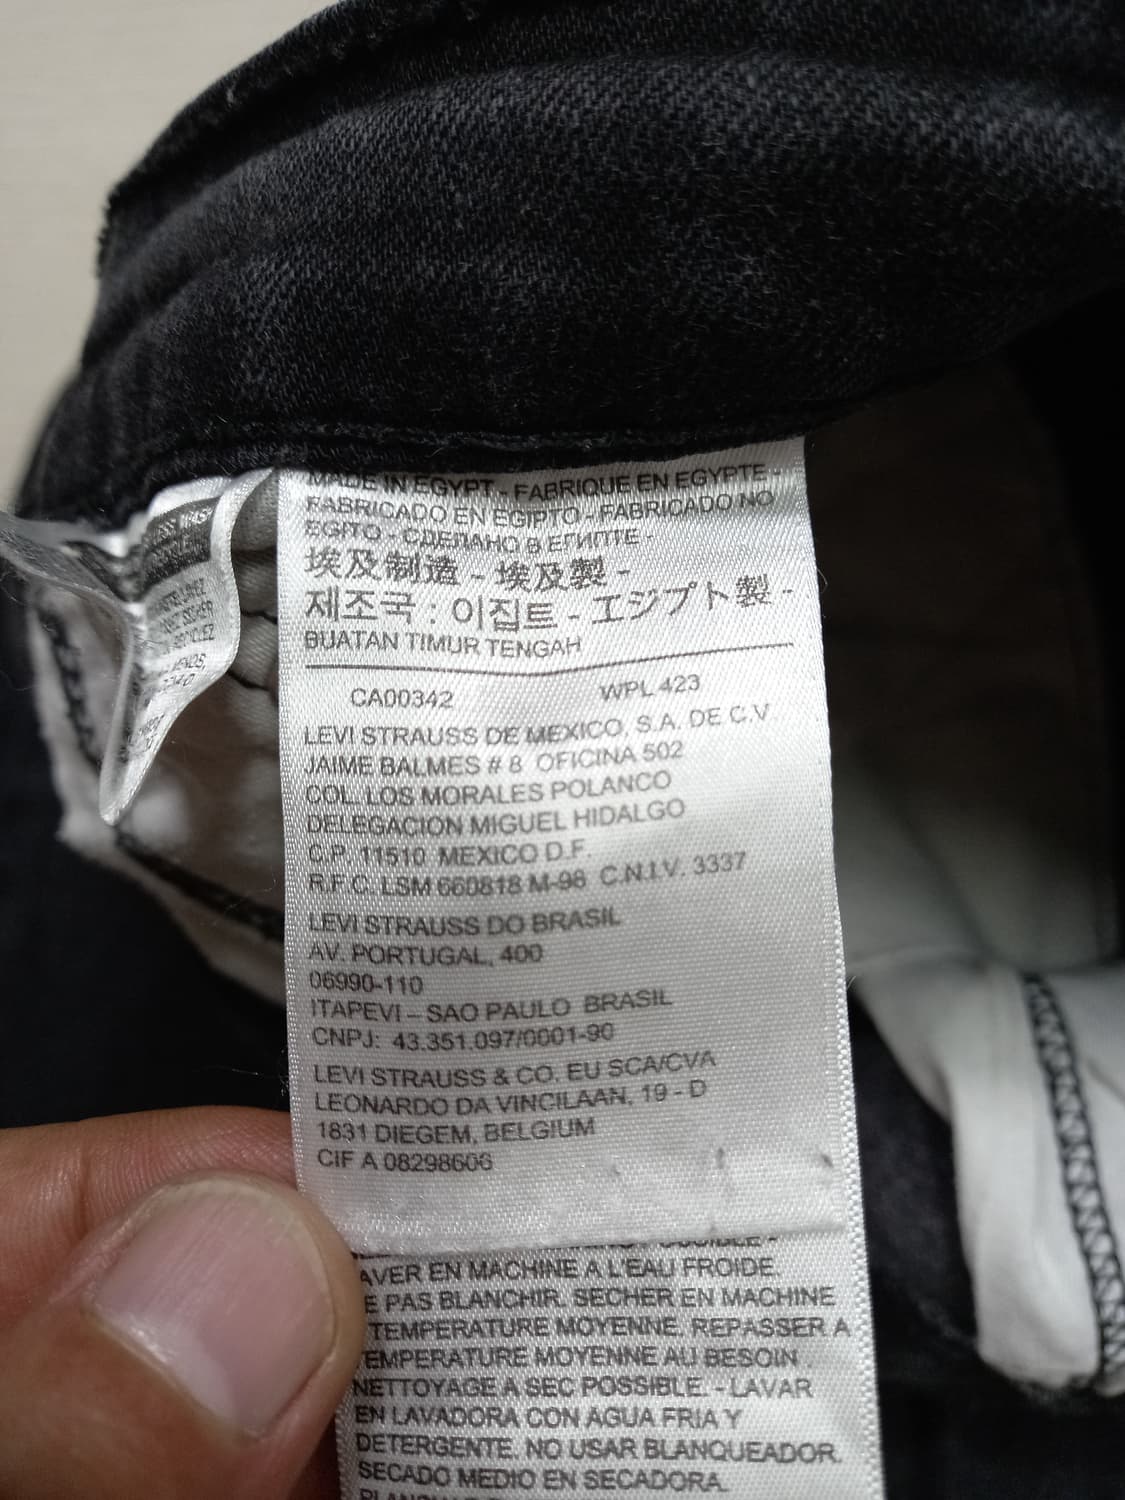 MADE IN EGYPT - FABRIQUE EN EGYPTE -
FABRICADO EN EGIPTO - FABRICADO NO
EGITO - СДЕЛАНО В ЕГИПТЕ -
埃及制造 - 埃及製 -
제조국 : 이집트 - エジプト製 -
BUATAN TIMUR TENGAH
CA00342 WPL 423
LEVI STRAUSS DE MEXICO, S.A. DE C.V.
JAIME BALMES # 8 OFICINA 502
COL. LOS MORALES POLANCO
DELEGACION MIGUEL HIDALGO
C.P. 11510 MEXICO D.F.
R.F.C. LSM 660818 M-98 C.N.I.V. 3337
LEVI STRAUSS DO BRASIL
AV. PORTUGAL, 400
06990-110
ITAPEVI – SAO PAULO BRASIL
CNPJ: 43.351.097/0001-90
LEVI STRAUSS & CO. EU SCA/CVA
LEONARDO DA VINCILAAN, 19 - D
1831 DIEGEM, BELGIUM
CIF A 08298606
AVER EN MACHINE A L'EAU FROIDE.
E PAS BLANCHIR. SECHER EN MACHINE
TEMPERATURE MOYENNE. REPASSER A
TEMPERATURE MOYENNE AU BESOIN.
NETTOYAGE A SEC POSSIBLE. - LAVAR
EN LAVADORA CON AGUA FRIA Y
DETERGENTE. NO USAR BLANQUEADOR.
SECADO MEDIO EN SECADORA.